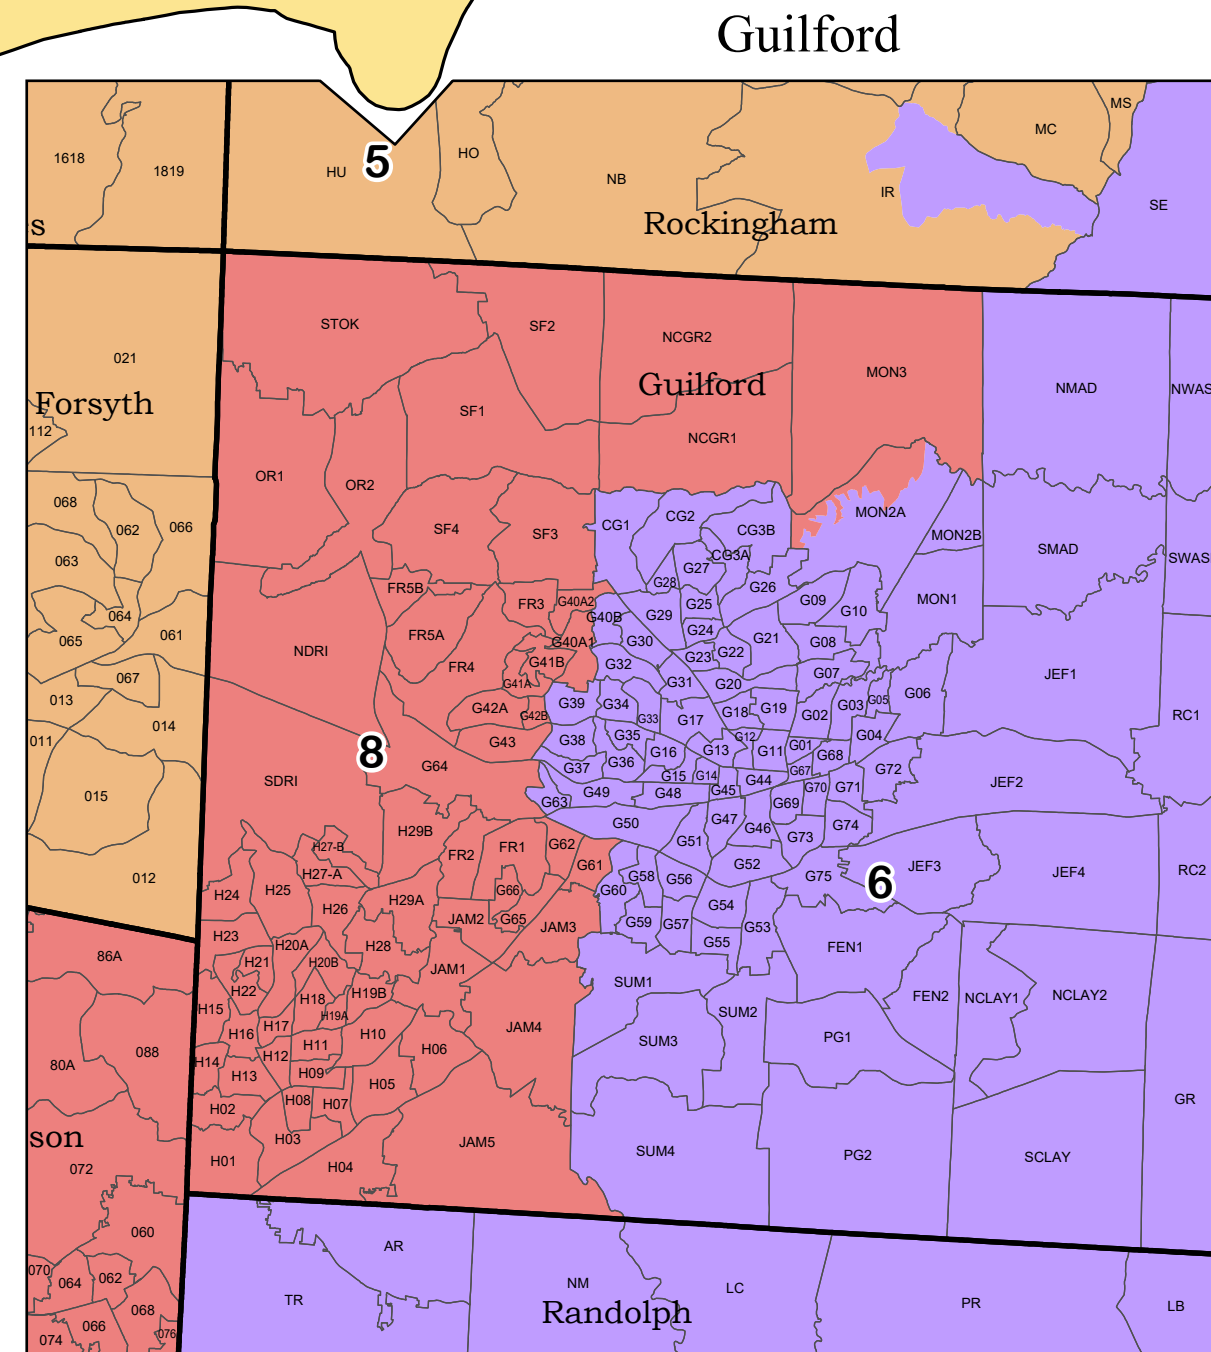 Guilford
1618
1819
HU
5
HO
NB
MC
MS
IR
SE
s
Rockingham
021
Forsyth
112
STOK
SF2
NCGR2
Guilford
MON3
NMAD
NWAS
SF1
NCGR1
OR1
OR2
068
062
066
063
064
065
061
067
013
014
011
015
012
SF4
SF3
CG1
CG2
CG3B
CG3A
MON2A
MON2B
SMAD
SWAS
FR5B
FR3
G40A2
G40B
G28
G27
G26
G25
G29
G09
G10
MON1
NDRI
FR5A
FR4
G40A1
G41B
G41A
G30
G24
G23
G22
G21
G08
G32
G31
G20
G07
JEF1
G42A
G42B
G39
G34
G33
G17
G18
G19
G02
G03
G05
G06
RC1
8
G43
G64
G38
G35
G16
G13
G12
G11
G01
G68
G04
SDRI
G37
G36
G15
G14
G45
G44
G67
G70
G71
G72
JEF2
G63
G49
G48
G69
G50
G47
G46
G51
G73
G74
H29B
FR2
FR1
G62
G61
H27-B
H27-A
G58
G56
G52
G75
6
JEF3
JEF4
RC2
H24
H25
H26
H29A
G66
G65
G60
G54
JAM2
JAM3
G59
G57
G55
G53
FEN1
H23
H20A
H28
H21
H20B
JAM1
86A
H22
H18
H19B
H19A
SUM1
SUM2
FEN2
NCLAY1
NCLAY2
H15
H16
H17
H11
H10
JAM4
SUM3
PG1
088
80A
H14
H12
H13
H09
H06
H05
H02
H08
H07
GR
son
H03
JAM5
072
H01
H04
SUM4
PG2
SCLAY
060
AR
070
064
062
TR
NM
LC
PR
LB
Randolph
068
066
074
076